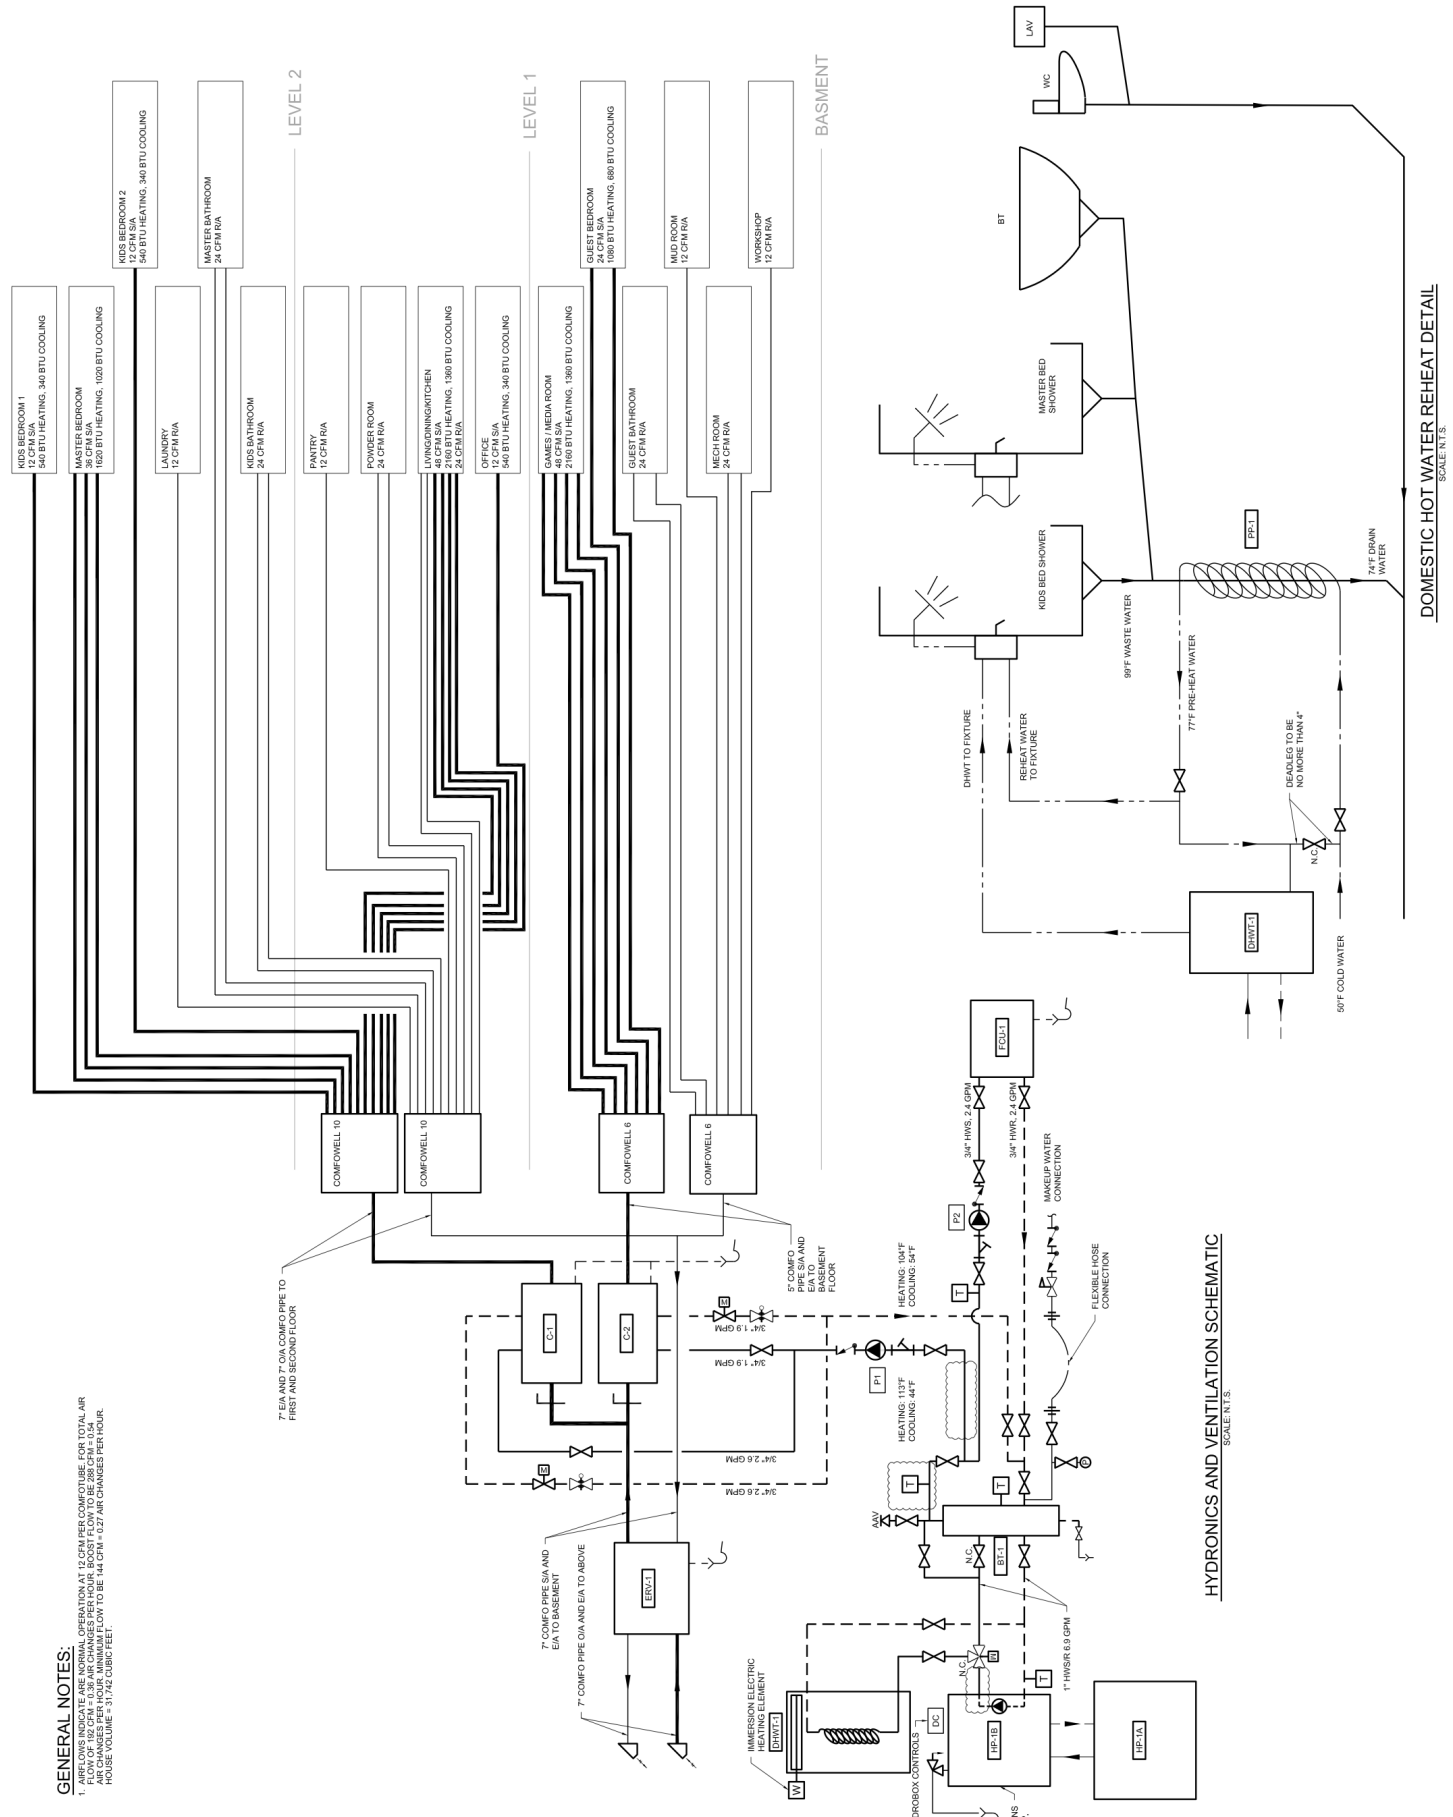 GENERAL NOTES:
1. AIRFLOWS INDICATE ARE NORMAL OPERATION AT 12 CFM PER COMFOTUBE. FOR TOTAL AIR
FLOW OF 192 CFM = 0.36 AIR CHANGES PER HOUR. BOOST FLOW TO BE 288 CFM = 0.54
AIR CHANGES PER HOUR. MINIMUM FLOW TO BE 144 CFM = 0.27 AIR CHANGES PER HOUR.
HOUSE VOLUME = 31,742 CUBIC FEET.
KIDS BEDROOM 1
12 CFM S/A
540 BTU HEATING, 340 BTU COOLING
MASTER BEDROOM
36 CFM S/A
1620 BTU HEATING, 1020 BTU COOLING
KIDS BEDROOM 2
12 CFM S/A
540 BTU HEATING, 340 BTU COOLING
LAUNDRY
12 CFM R/A
MASTER BATHROOM
24 CFM R/A
KIDS BATHROOM
24 CFM R/A
LEVEL 2
PANTRY
12 CFM R/A
POWDER ROOM
24 CFM R/A
LIVING/DINING/KITCHEN
48 CFM S/A
2160 BTU HEATING, 1360 BTU COOLING
24 CFM R/A
OFFICE
12 CFM S/A
540 BTU HEATING, 340 BTU COOLING
LEVEL 1
GAMES / MEDIA ROOM
48 CFM S/A
2160 BTU HEATING, 1360 BTU COOLING
GUEST BEDROOM
24 CFM S/A
1080 BTU HEATING, 680 BTU COOLING
GUEST BATHROOM
24 CFM R/A
MUD ROOM
12 CFM R/A
MECH ROOM
24 CFM R/A
WORKSHOP
12 CFM R/A
BASMENT
COMFOWELL 10
COMFOWELL 10
COMFOWELL 6
COMFOWELL 6
7" E/A AND 7" O/A COMFO PIPE TO
FIRST AND SECOND FLOOR
5" COMFO
PIPE S/A AND
E/A TO
BASEMENT
FLOOR
C-1
C-2
M
3/4" 1.9 GPM
3/4" 1.9 GPM
M
3/4" 2.6 GPM
3/4" 2.6 GPM
7" COMFO PIPE S/A AND
E/A TO BASEMENT
7" COMFO PIPE O/A AND E/A TO ABOVE
ERV-1
P1
HEATING: 113°F
COOLING: 44°F
HEATING: 104°F
COOLING: 54°F
T
P2
3/4" HWS, 2.4 GPM
3/4" HWR, 2.4 GPM
FCU-1
MAKEUP WATER
CONNECTION
FLEXIBLE HOSE
CONNECTION
P
AAV
T
T
N.C.
BT-1
1" HWS/R 6.9 GPM
IMMERSION ELECTRIC
HEATING ELEMENT
DHWT-1
W
N.C.
M
T
DROBOX CONTROLS
DC
HP-1B
HP-1A
NS
HYDRONICS AND VENTILATION SCHEMATIC
SCALE: N.T.S.
LAV
WC
BT
MASTER BED
SHOWER
KIDS BED SHOWER
99°F WASTE WATER
77°F PRE-HEAT WATER
PP-1
74°F DRAIN
WATER
DHWT TO FIXTURE
REHEAT WATER
TO FIXTURE
DEADLEG TO BE
NO MORE THAN 4"
N.C.
DHWT-1
50°F COLD WATER
DOMESTIC HOT WATER REHEAT DETAIL
SCALE: N.T.S.